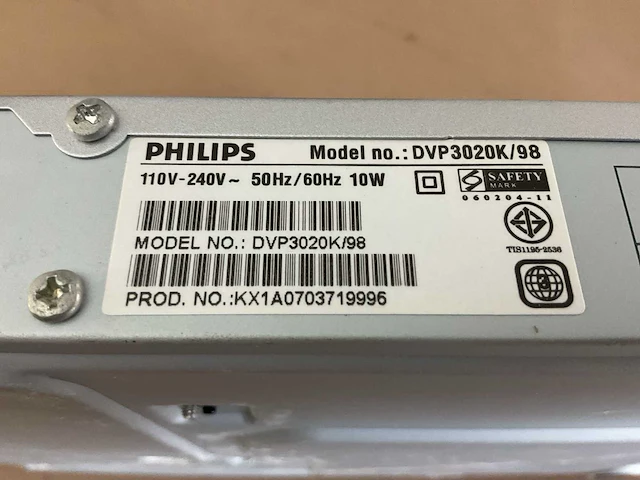 PHILIPS Model no.: DVP3020K/98
110V-240V~ 50Hz/60Hz 10W
S SAFETY MARK
060204-11
MODEL NO.: DVP3020K/98
TIS1195-2536
PROD. NO.:KX1A0703719996
3